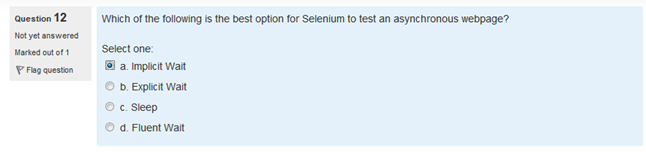 Question 12
Not yet answered
Marked out of 1
Flag question
Which of the following is the best option for Selenium to test an asynchronous webpage?
Select one:
a. Implicit Wait
b. Explicit Wait
c. Sleep
d. Fluent Wait